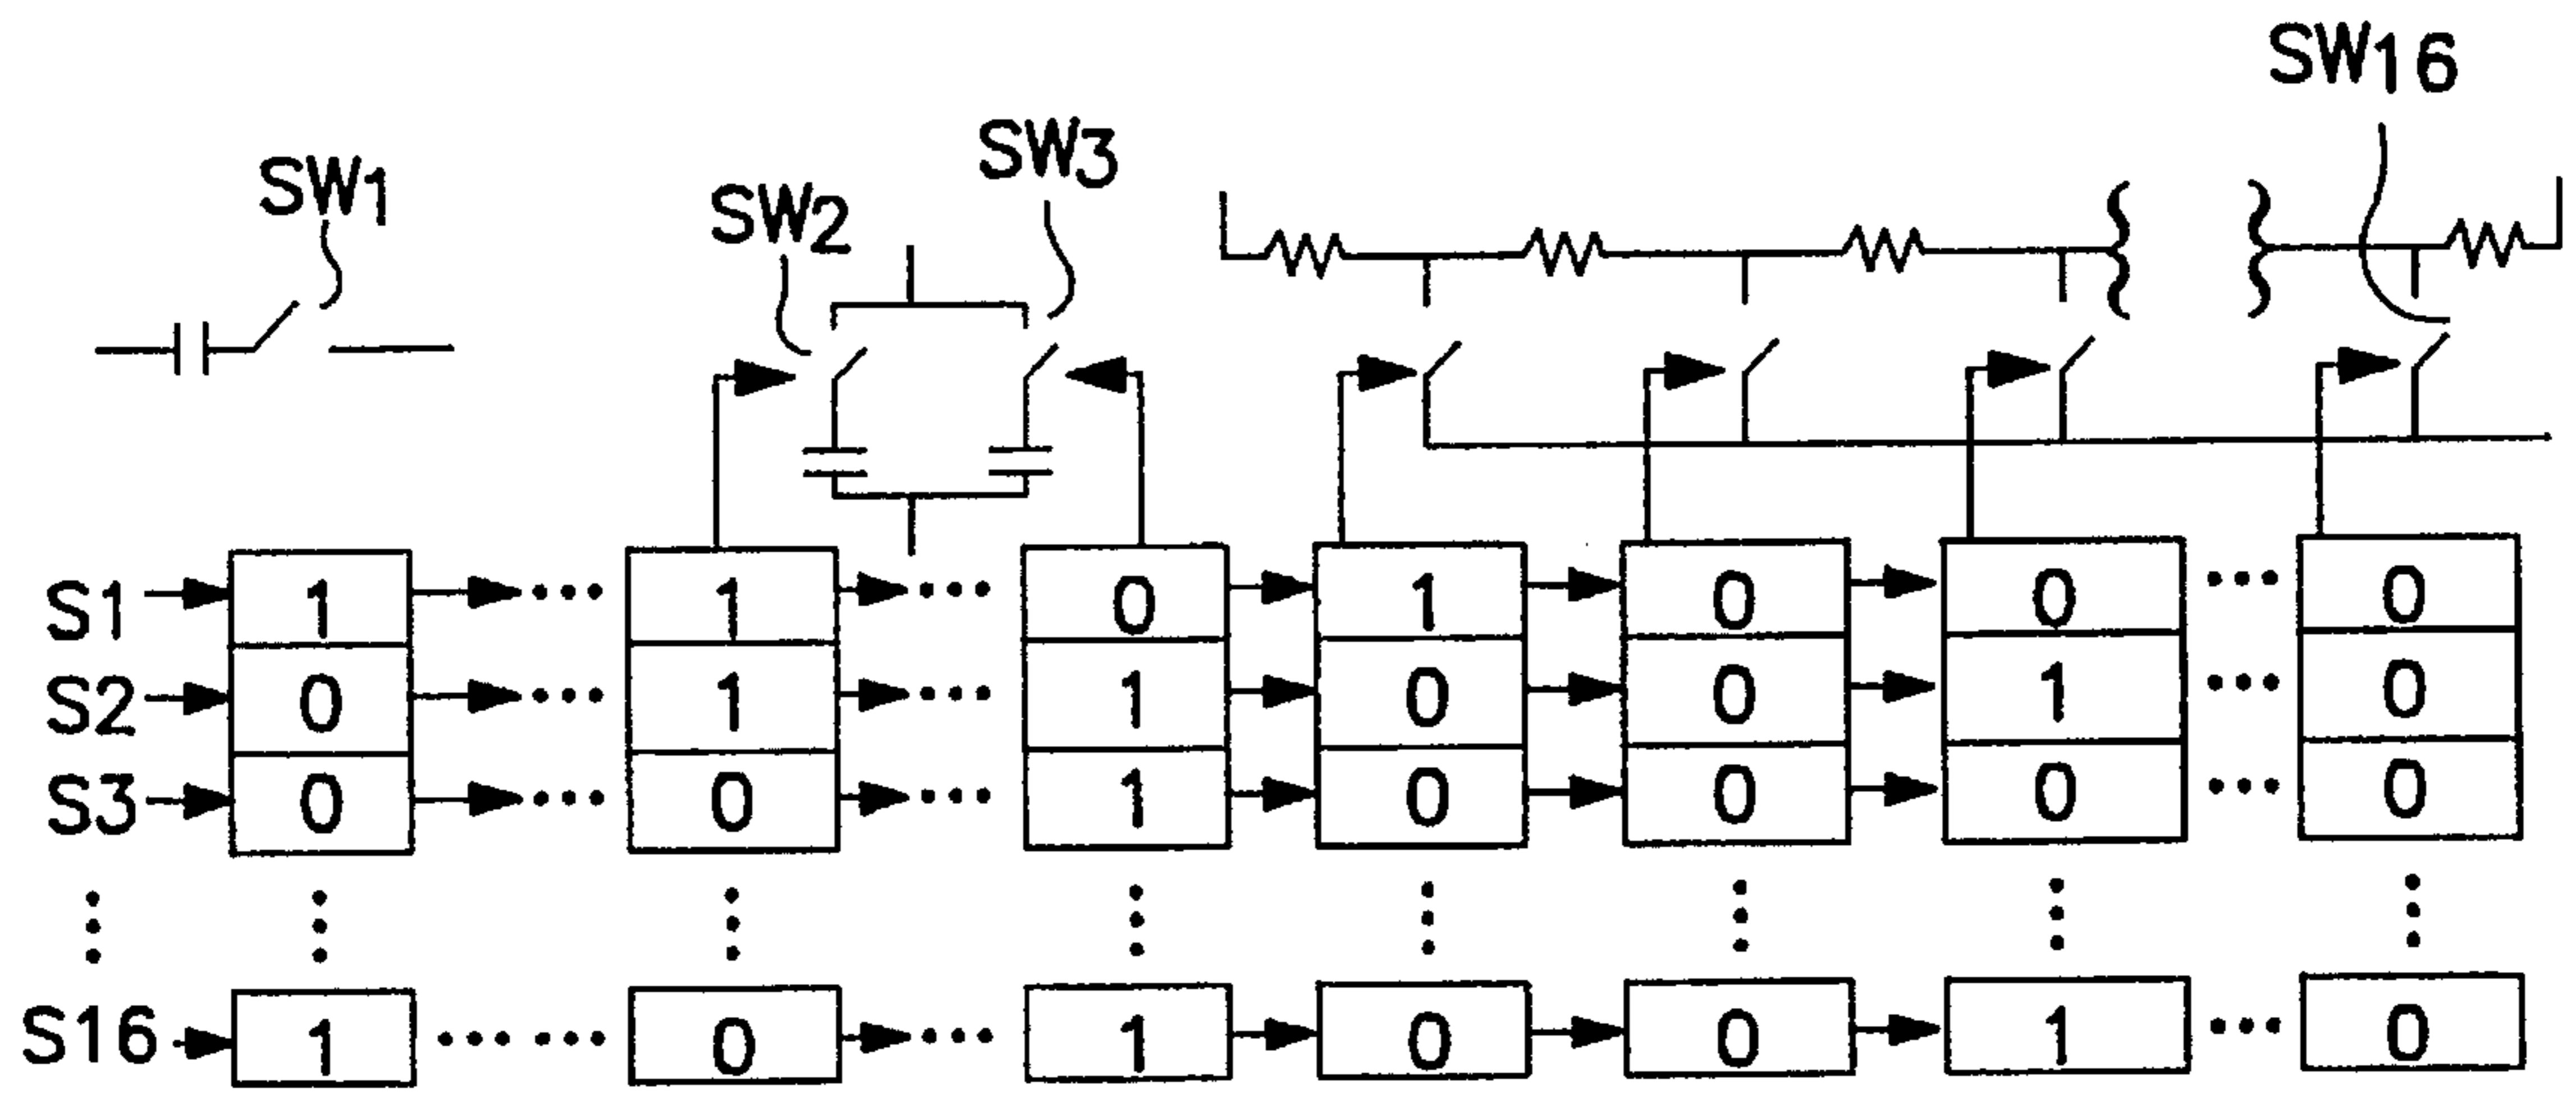 SW16
SW3
SW1
SW2
S1 1 ... 1 ... 0 1 0 0 ... 0
S2 0 ... 1 ... 1 0 0 1 ... 0
S3 0 ... 0 ... 1 0 0 0 ... 0
S16 1 ... ... 0 ... 1 0 0 1 ... 0